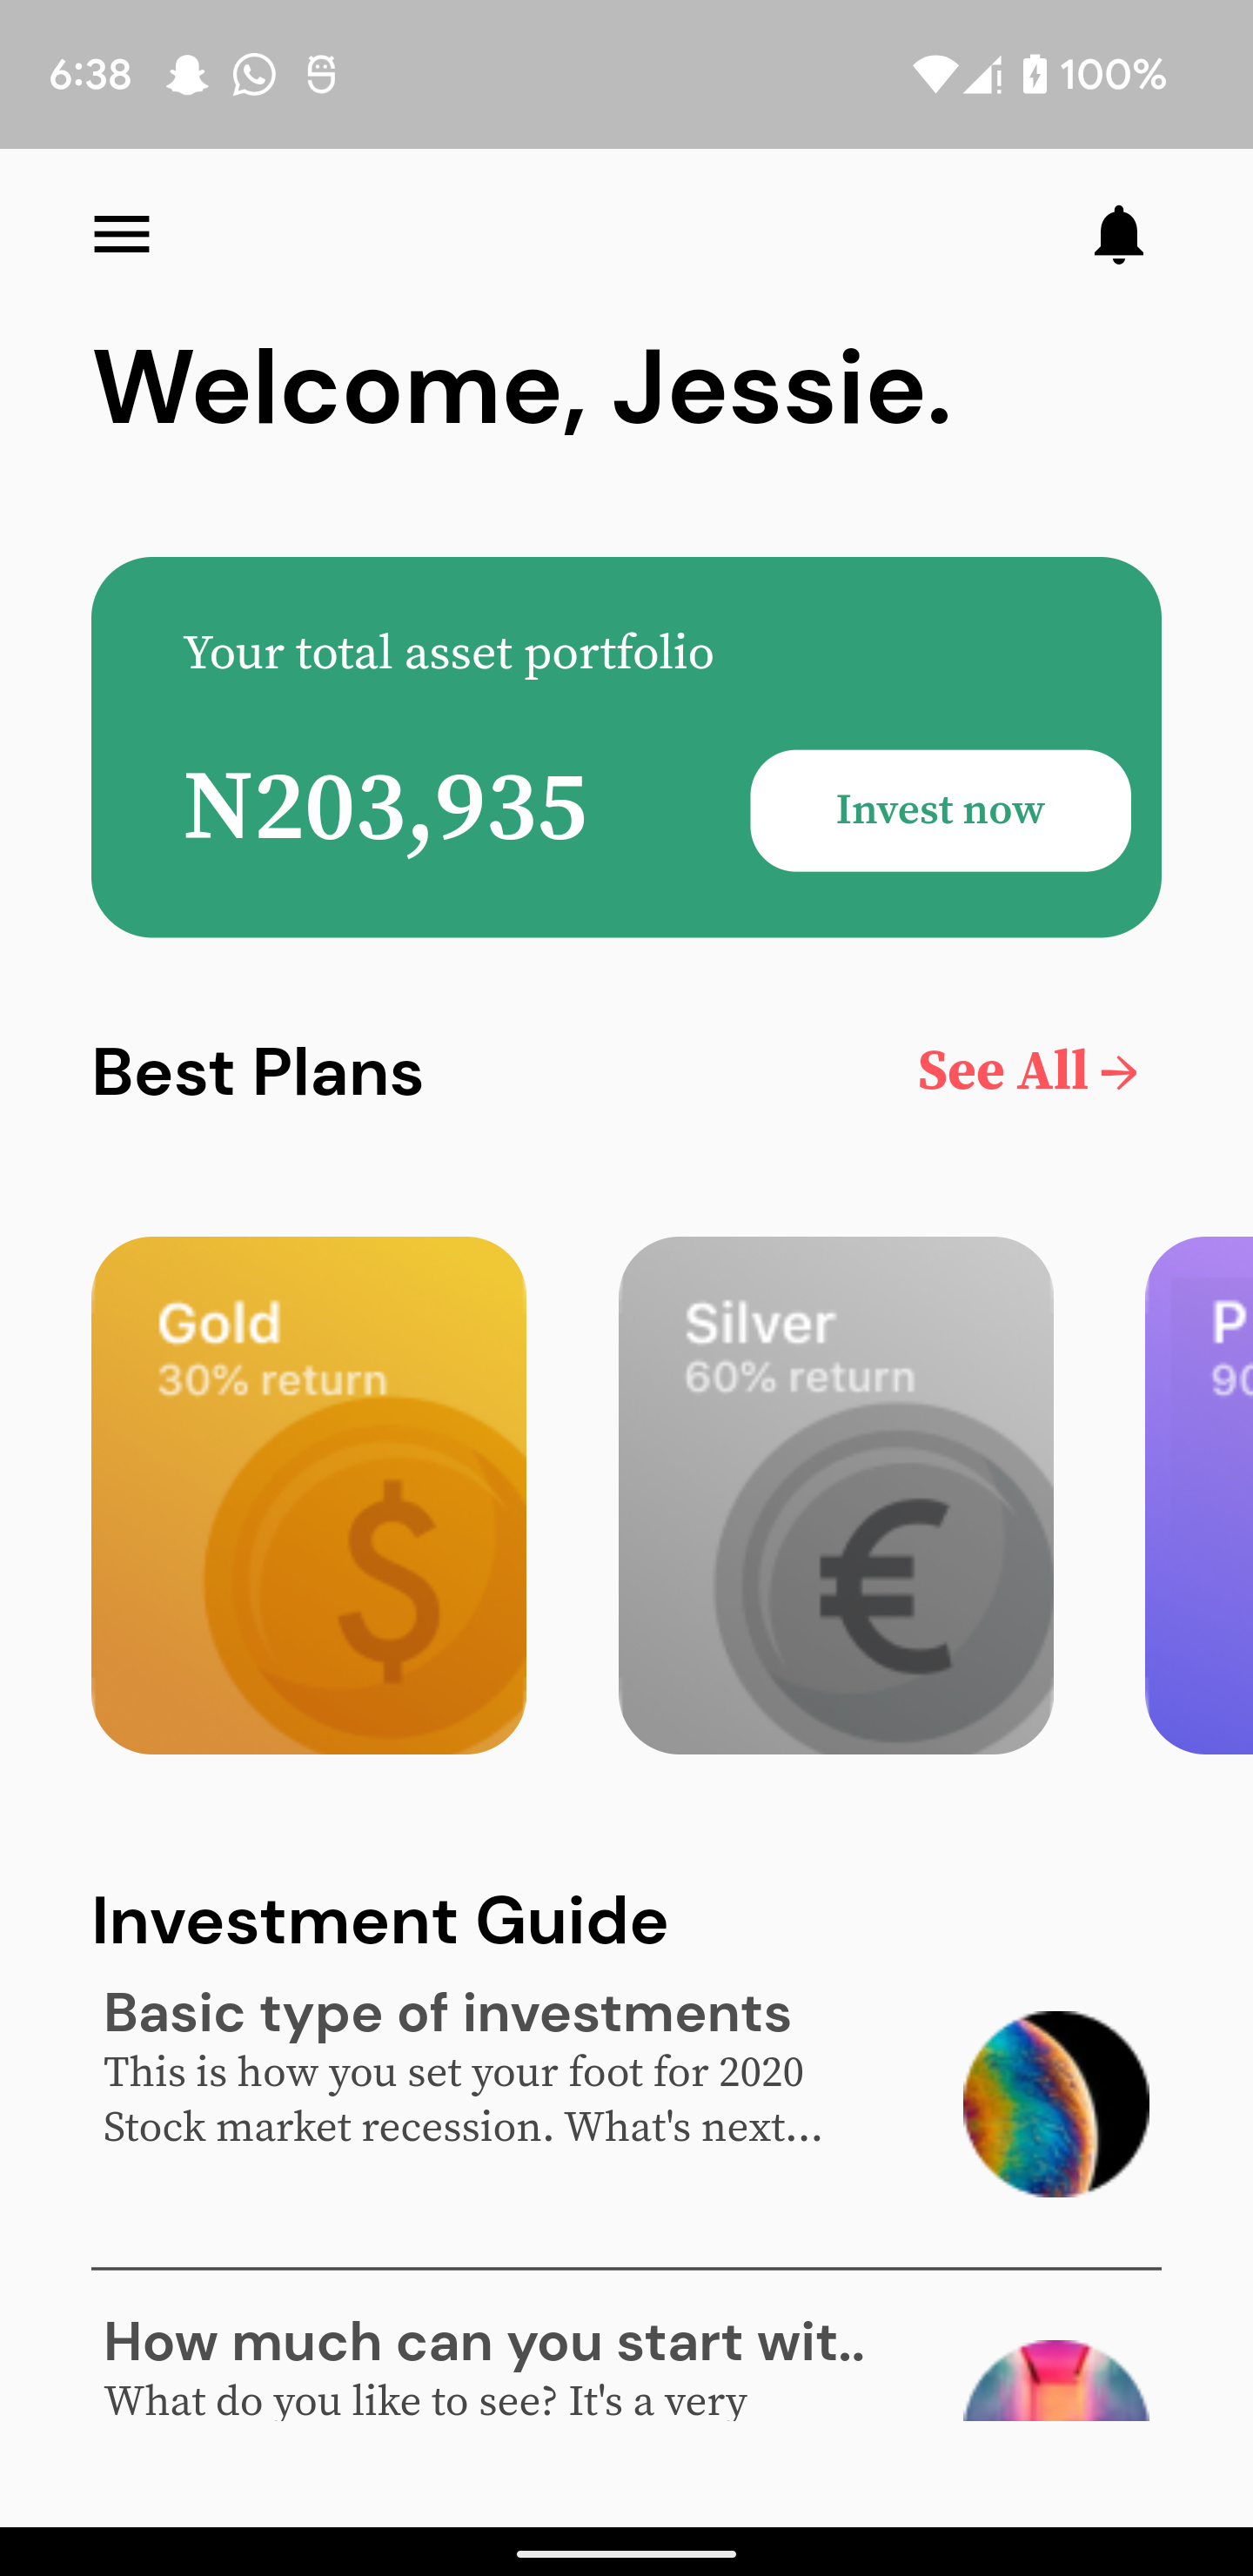 6:38
100%
Welcome, Jessie.
Your total asset portfolio
N203,935
Invest now
Best Plans
See All →
Gold
30% return
Silver
60% return
P
90
Investment Guide
Basic type of investments
This is how you set your foot for 2020
Stock market recession. What's next...
How much can you start wit..
What do you like to see? It's a very